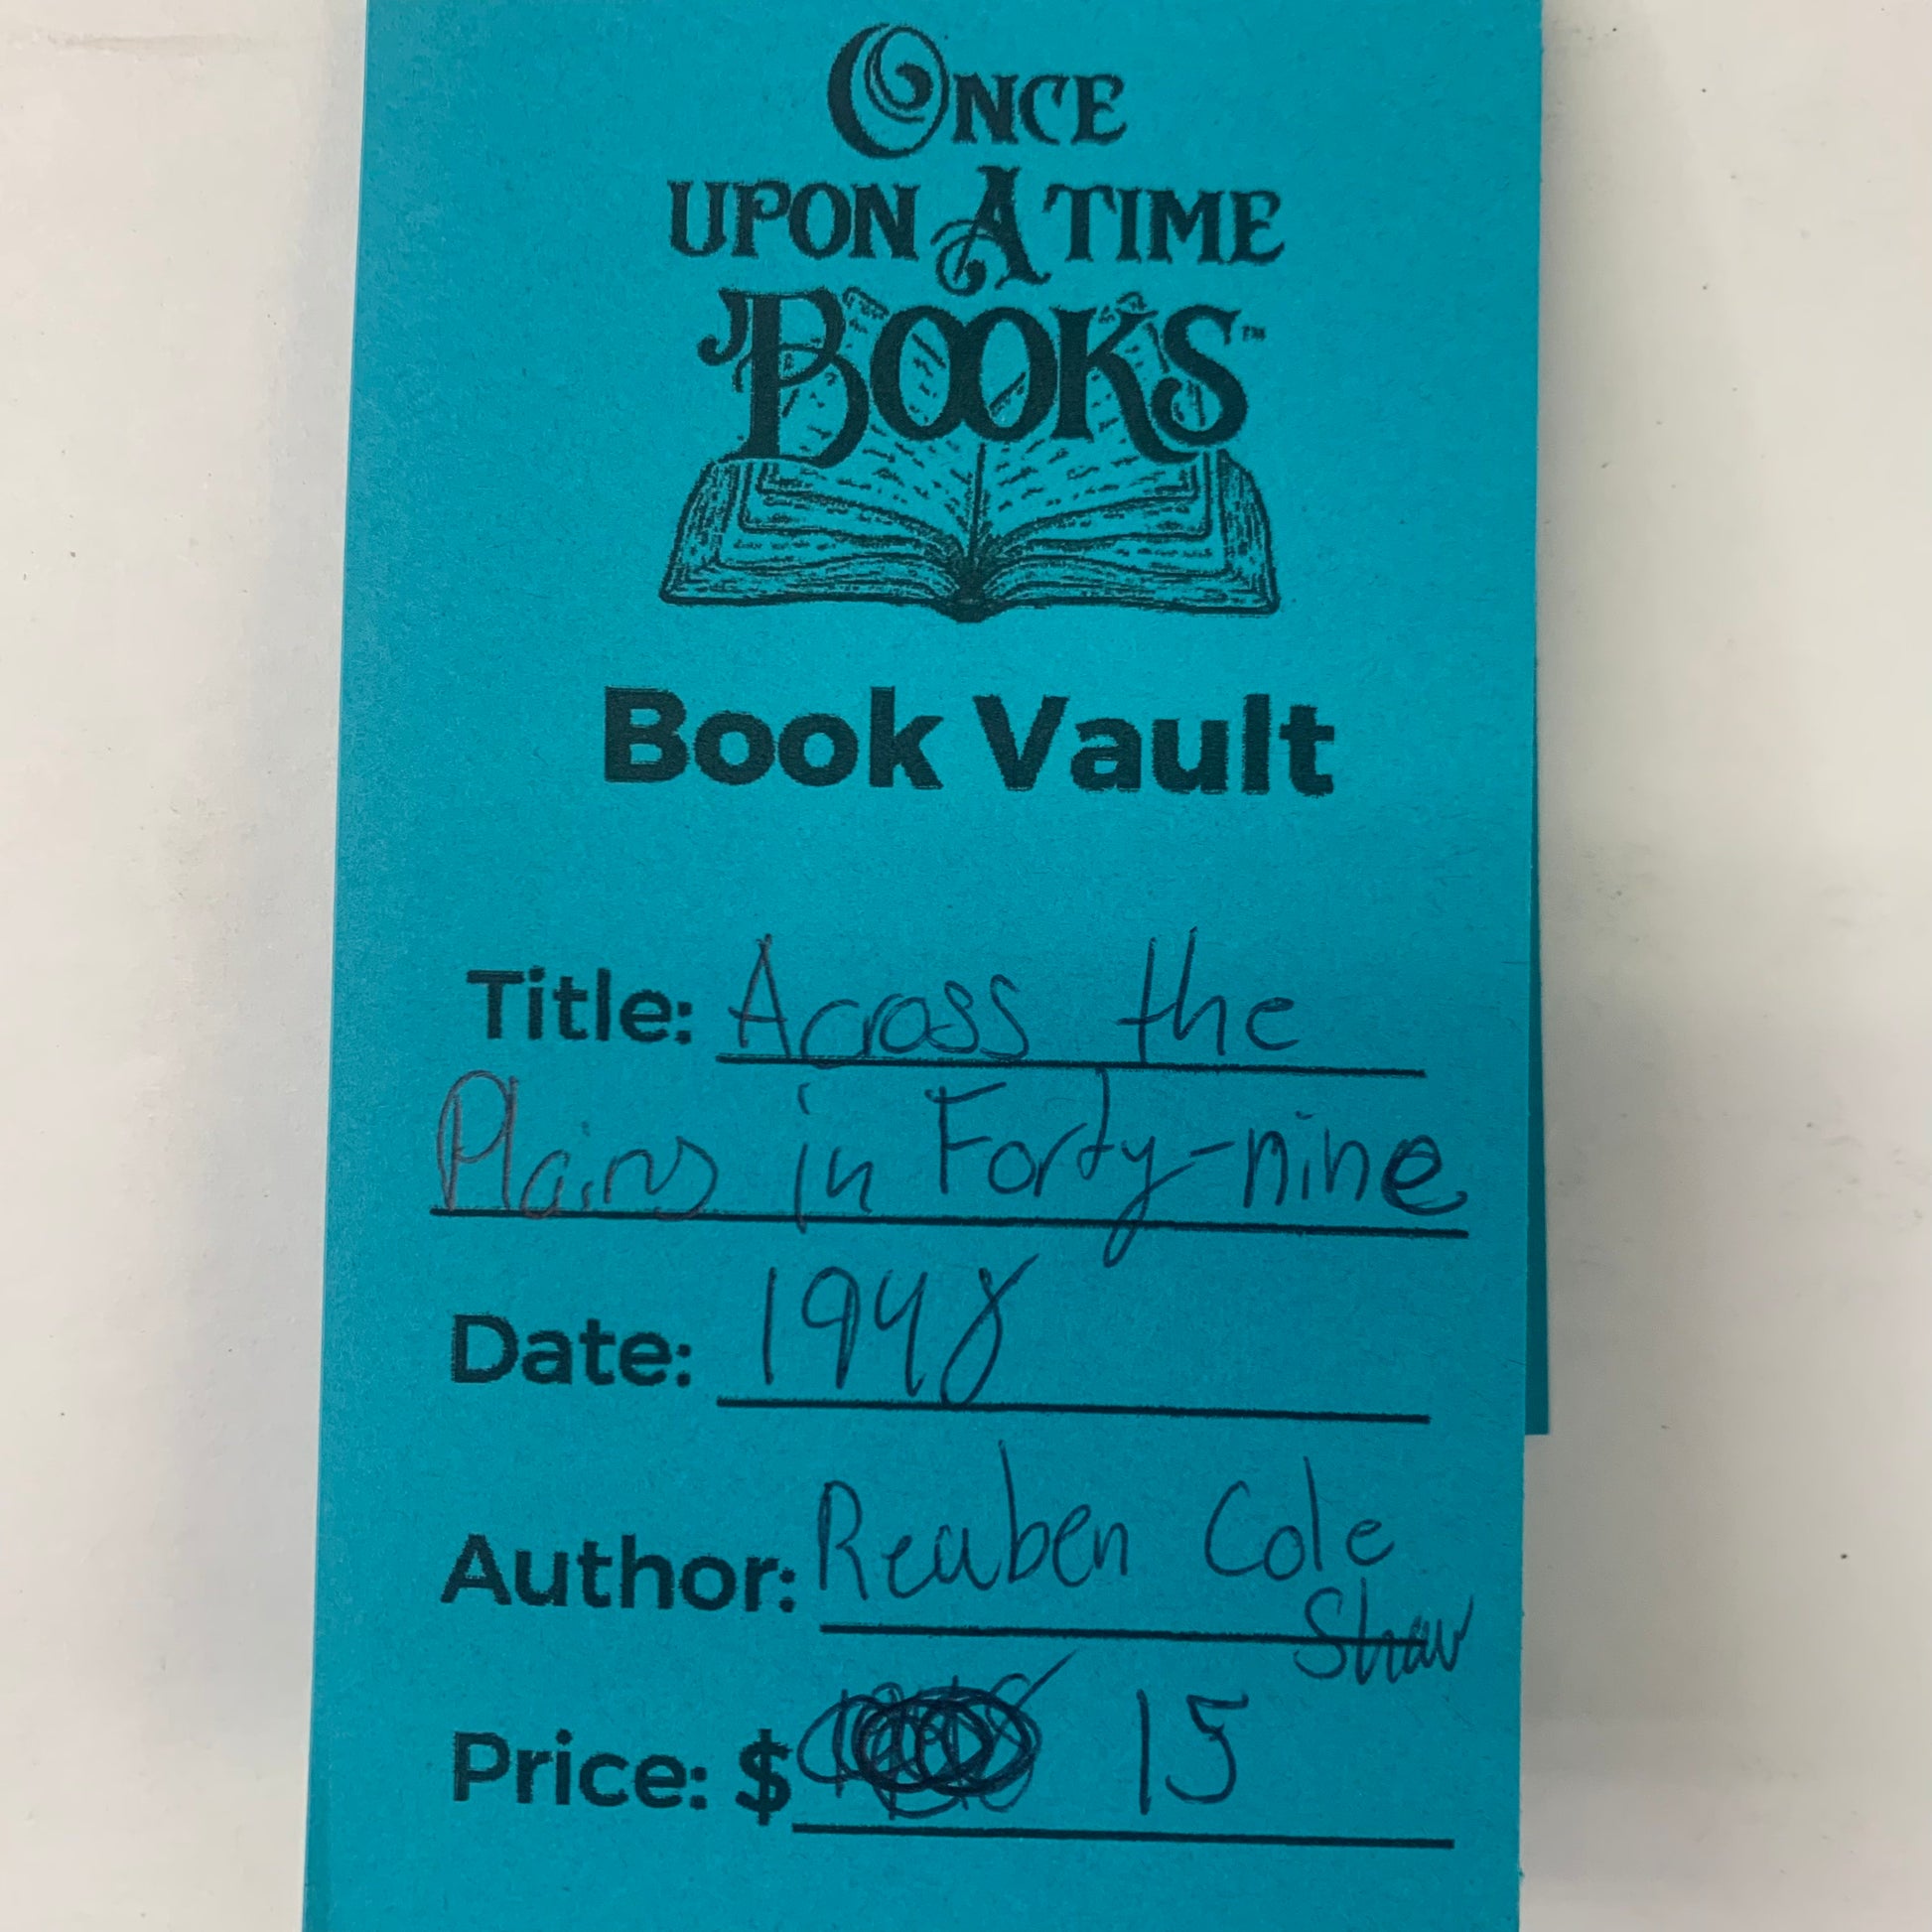 ONCE
UPON A TIME
BOOKS™
Book Vault
Title: Across the
Plains in Forty-nine
Date: 1948
Author: Reuben Cole
Shaw
Price: $ 15